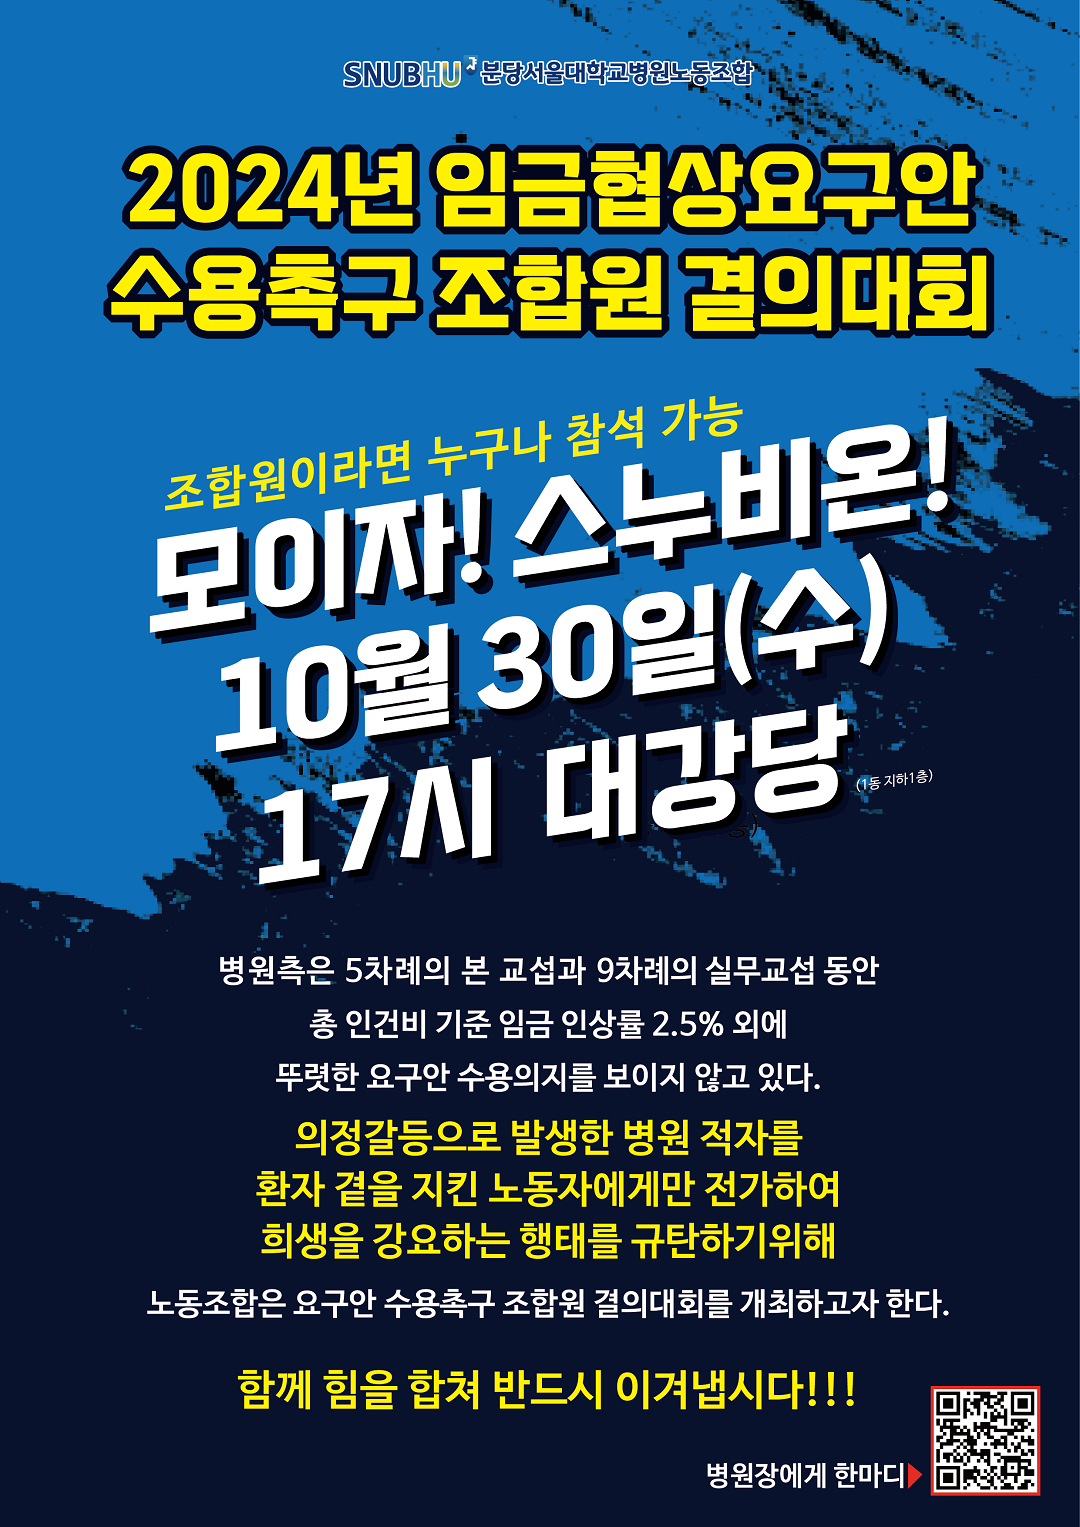 SNUBHU 분당서울대학교병원노동조합
2024년 임금협상요구안
수용촉구 조합원 결의대회
조합원이라면 누구나 참석 가능
모이자! 스누비온!
10월 30일(수)
17시 대강당
(1동 지하1층)
병원측은 5차례의 본 교섭과 9차례의 실무교섭 동안
총 인건비 기준 임금 인상률 2.5% 외에
뚜렷한 요구안 수용의지를 보이지 않고 있다.
의정갈등으로 발생한 병원 적자를
환자 곁을 지킨 노동자에게만 전가하여
희생을 강요하는 행태를 규탄하기위해
노동조합은 요구안 수용촉구 조합원 결의대회를 개최하고자 한다.
함께 힘을 합쳐 반드시 이겨냅시다!!!
병원장에게 한마디